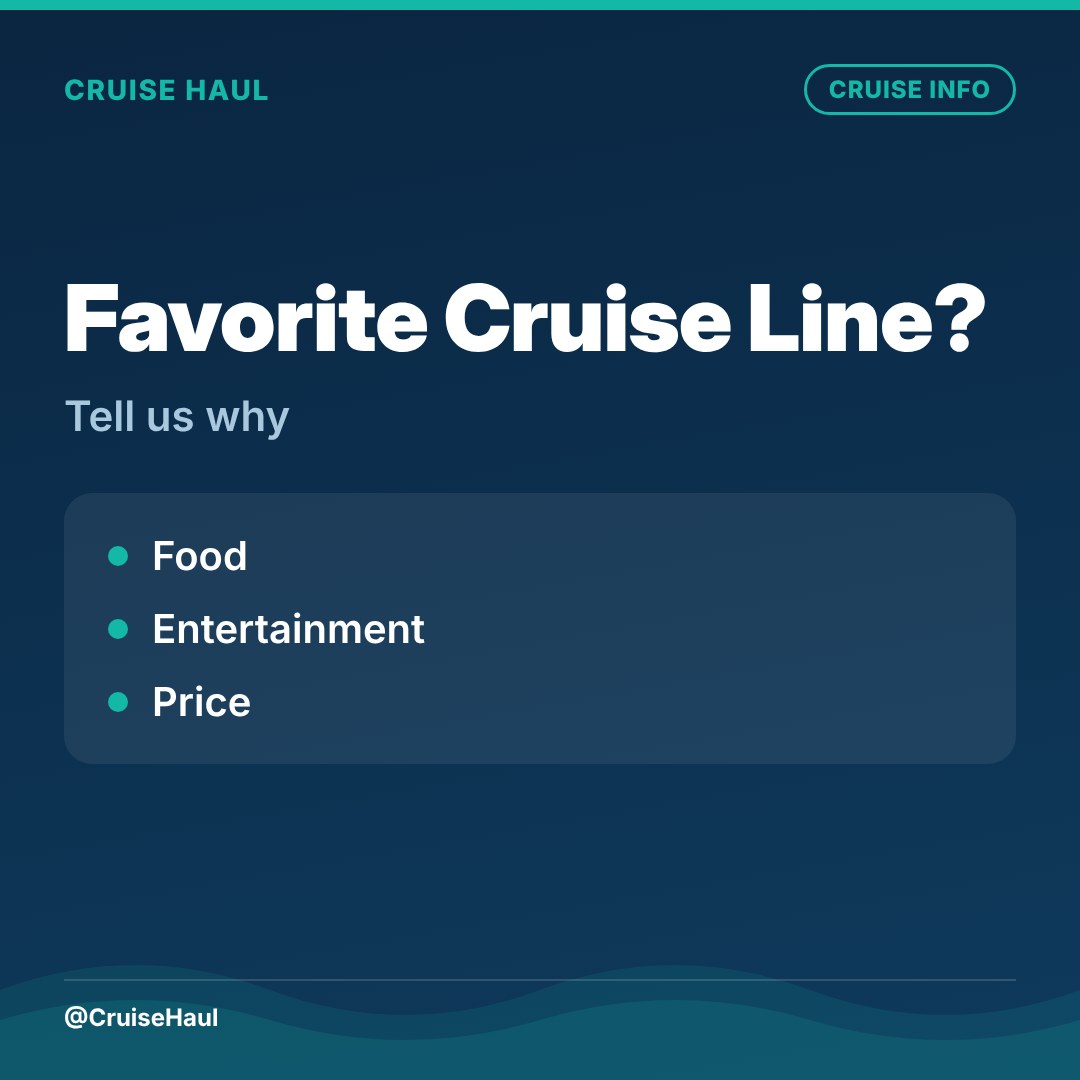 CRUISE HAUL
CRUISE INFO
Favorite Cruise Line?
Tell us why
Food
Entertainment
Price
@CruiseHaul